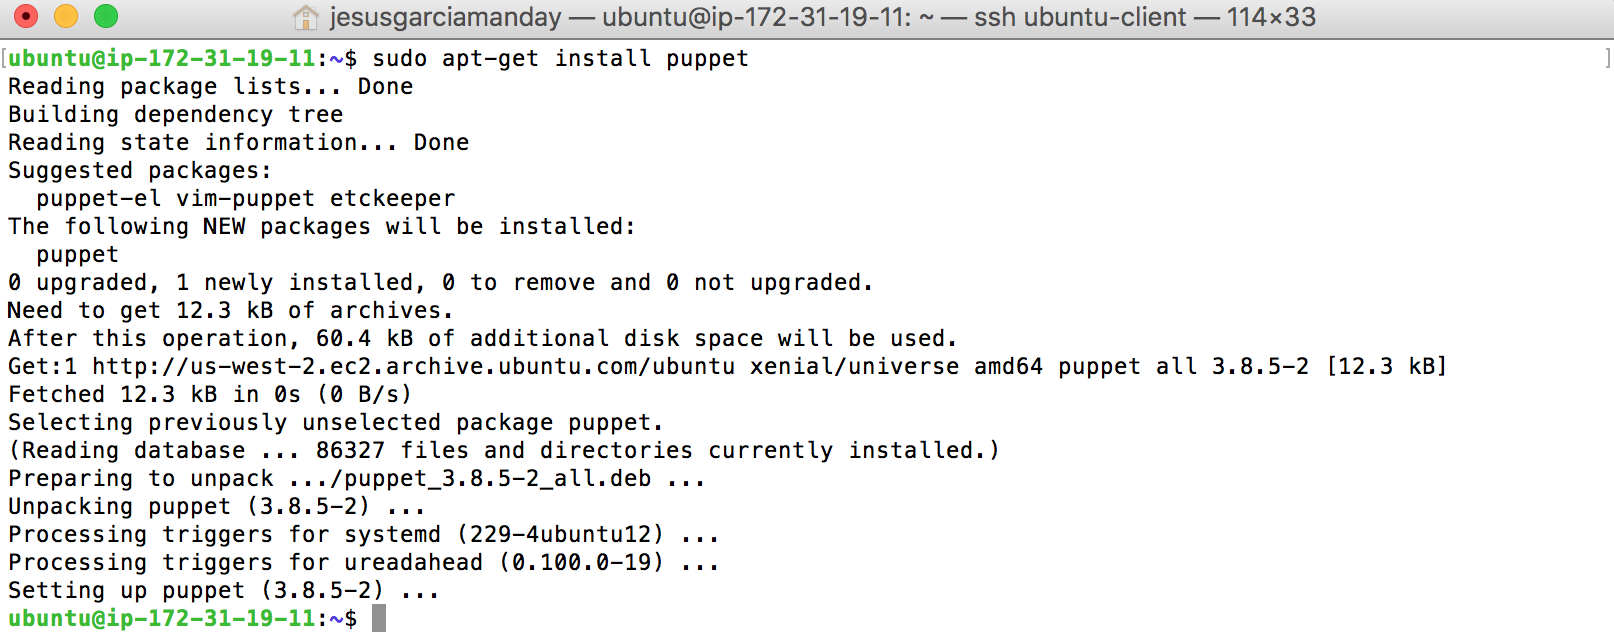 jesusgarciamanday — ubuntu@ip-172-31-19-11: ~ — ssh ubuntu-client — 114×33
[ubuntu@ip-172-31-19-11:~$ sudo apt-get install puppet ]
Reading package lists... Done
Building dependency tree
Reading state information... Done
Suggested packages:
  puppet-el vim-puppet etckeeper
The following NEW packages will be installed:
  puppet
0 upgraded, 1 newly installed, 0 to remove and 0 not upgraded.
Need to get 12.3 kB of archives.
After this operation, 60.4 kB of additional disk space will be used.
Get:1 http://us-west-2.ec2.archive.ubuntu.com/ubuntu xenial/universe amd64 puppet all 3.8.5-2 [12.3 kB]
Fetched 12.3 kB in 0s (0 B/s)
Selecting previously unselected package puppet.
(Reading database ... 86327 files and directories currently installed.)
Preparing to unpack .../puppet_3.8.5-2_all.deb ...
Unpacking puppet (3.8.5-2) ...
Processing triggers for systemd (229-4ubuntu12) ...
Processing triggers for ureadahead (0.100.0-19) ...
Setting up puppet (3.8.5-2) ...
ubuntu@ip-172-31-19-11:~$